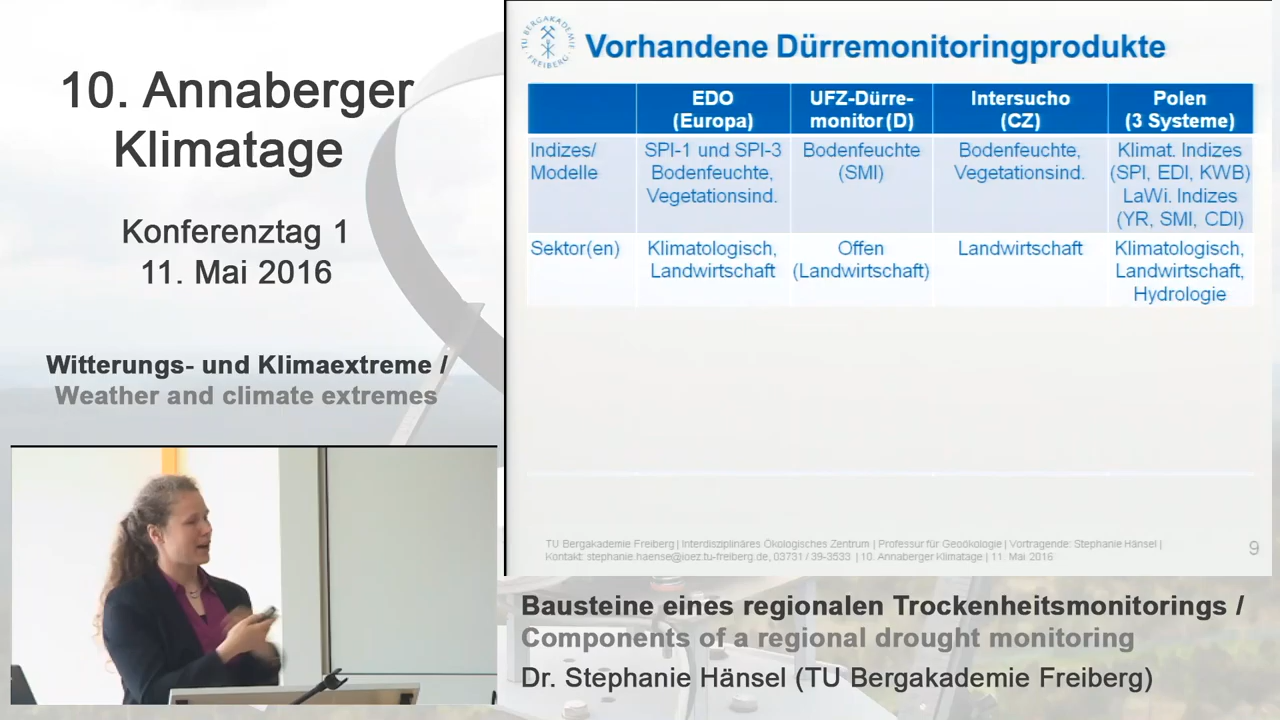 10. Annaberger
Klimatage
Konferenztag 1
11. Mai 2016
Witterungs- und Klimaextreme /
Weather and climate extremes
TU BERGAKADEMIE
FREIBERG
Vorhandene Dürremonitoringprodukte
EDO (Europa)
UFZ-Dürre-monitor (D)
Intersucho (CZ)
Polen (3 Systeme)
Indizes/ Modelle
SPI-1 und SPI-3
Bodenfeuchte,
Vegetationsind.
Bodenfeuchte
(SMI)
Bodenfeuchte,
Vegetationsind.
Klimat. Indizes
(SPI, EDI, KWB)
LaWi. Indizes
(YR, SMI, CDI)
Sektor(en)
Klimatologisch,
Landwirtschaft
Offen
(Landwirtschaft)
Landwirtschaft
Klimatologisch,
Landwirtschaft,
Hydrologie
TU Bergakademie Freiberg | Interdisziplinäres Ökologisches Zentrum | Professur für Geoökologie | Vortragende: Stephanie Hänsel |
Kontakt: stephanie.haensel@ioez.tu-freiberg.de, 03731 / 39-3533 | 10. Annaberger Klimatage | 11. Mai 2016
9
Bausteine eines regionalen Trockenheitsmonitorings /
Components of a regional drought monitoring
Dr. Stephanie Hänsel (TU Bergakademie Freiberg)